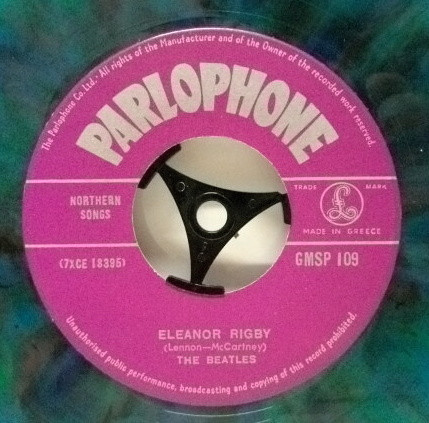 The Parlophone Co. Ltd. · All rights of the Manufacturer and of the Owner of the recorded work reserved.
PARLOPHONE
NORTHERN
SONGS
TRADE MARK
£
MADE IN GREECE
(7XCE 18395)
GMSP 109
ELEANOR RIGBY
(Lennon—McCartney)
THE BEATLES
Unauthorised public performance, broadcasting and copying of this record prohibited.